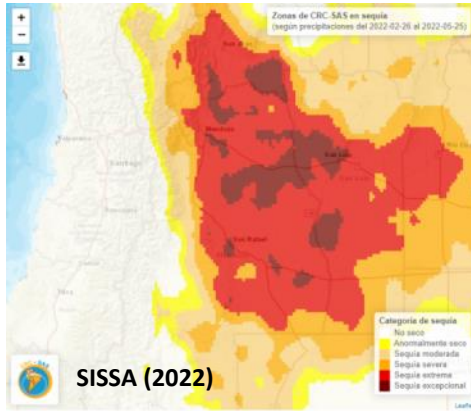 +
−
Zonas de CRC-SAS en sequía
(según precipitaciones del 2022-02-26 al 2022-05-25)
Mendoza
San Luis
Santiago
San Rafael
Categoría de sequía
No seco
Anormalmente seco
Sequía moderada
Sequía severa
Sequía extrema
Sequía excepcional
SISSA (2022)